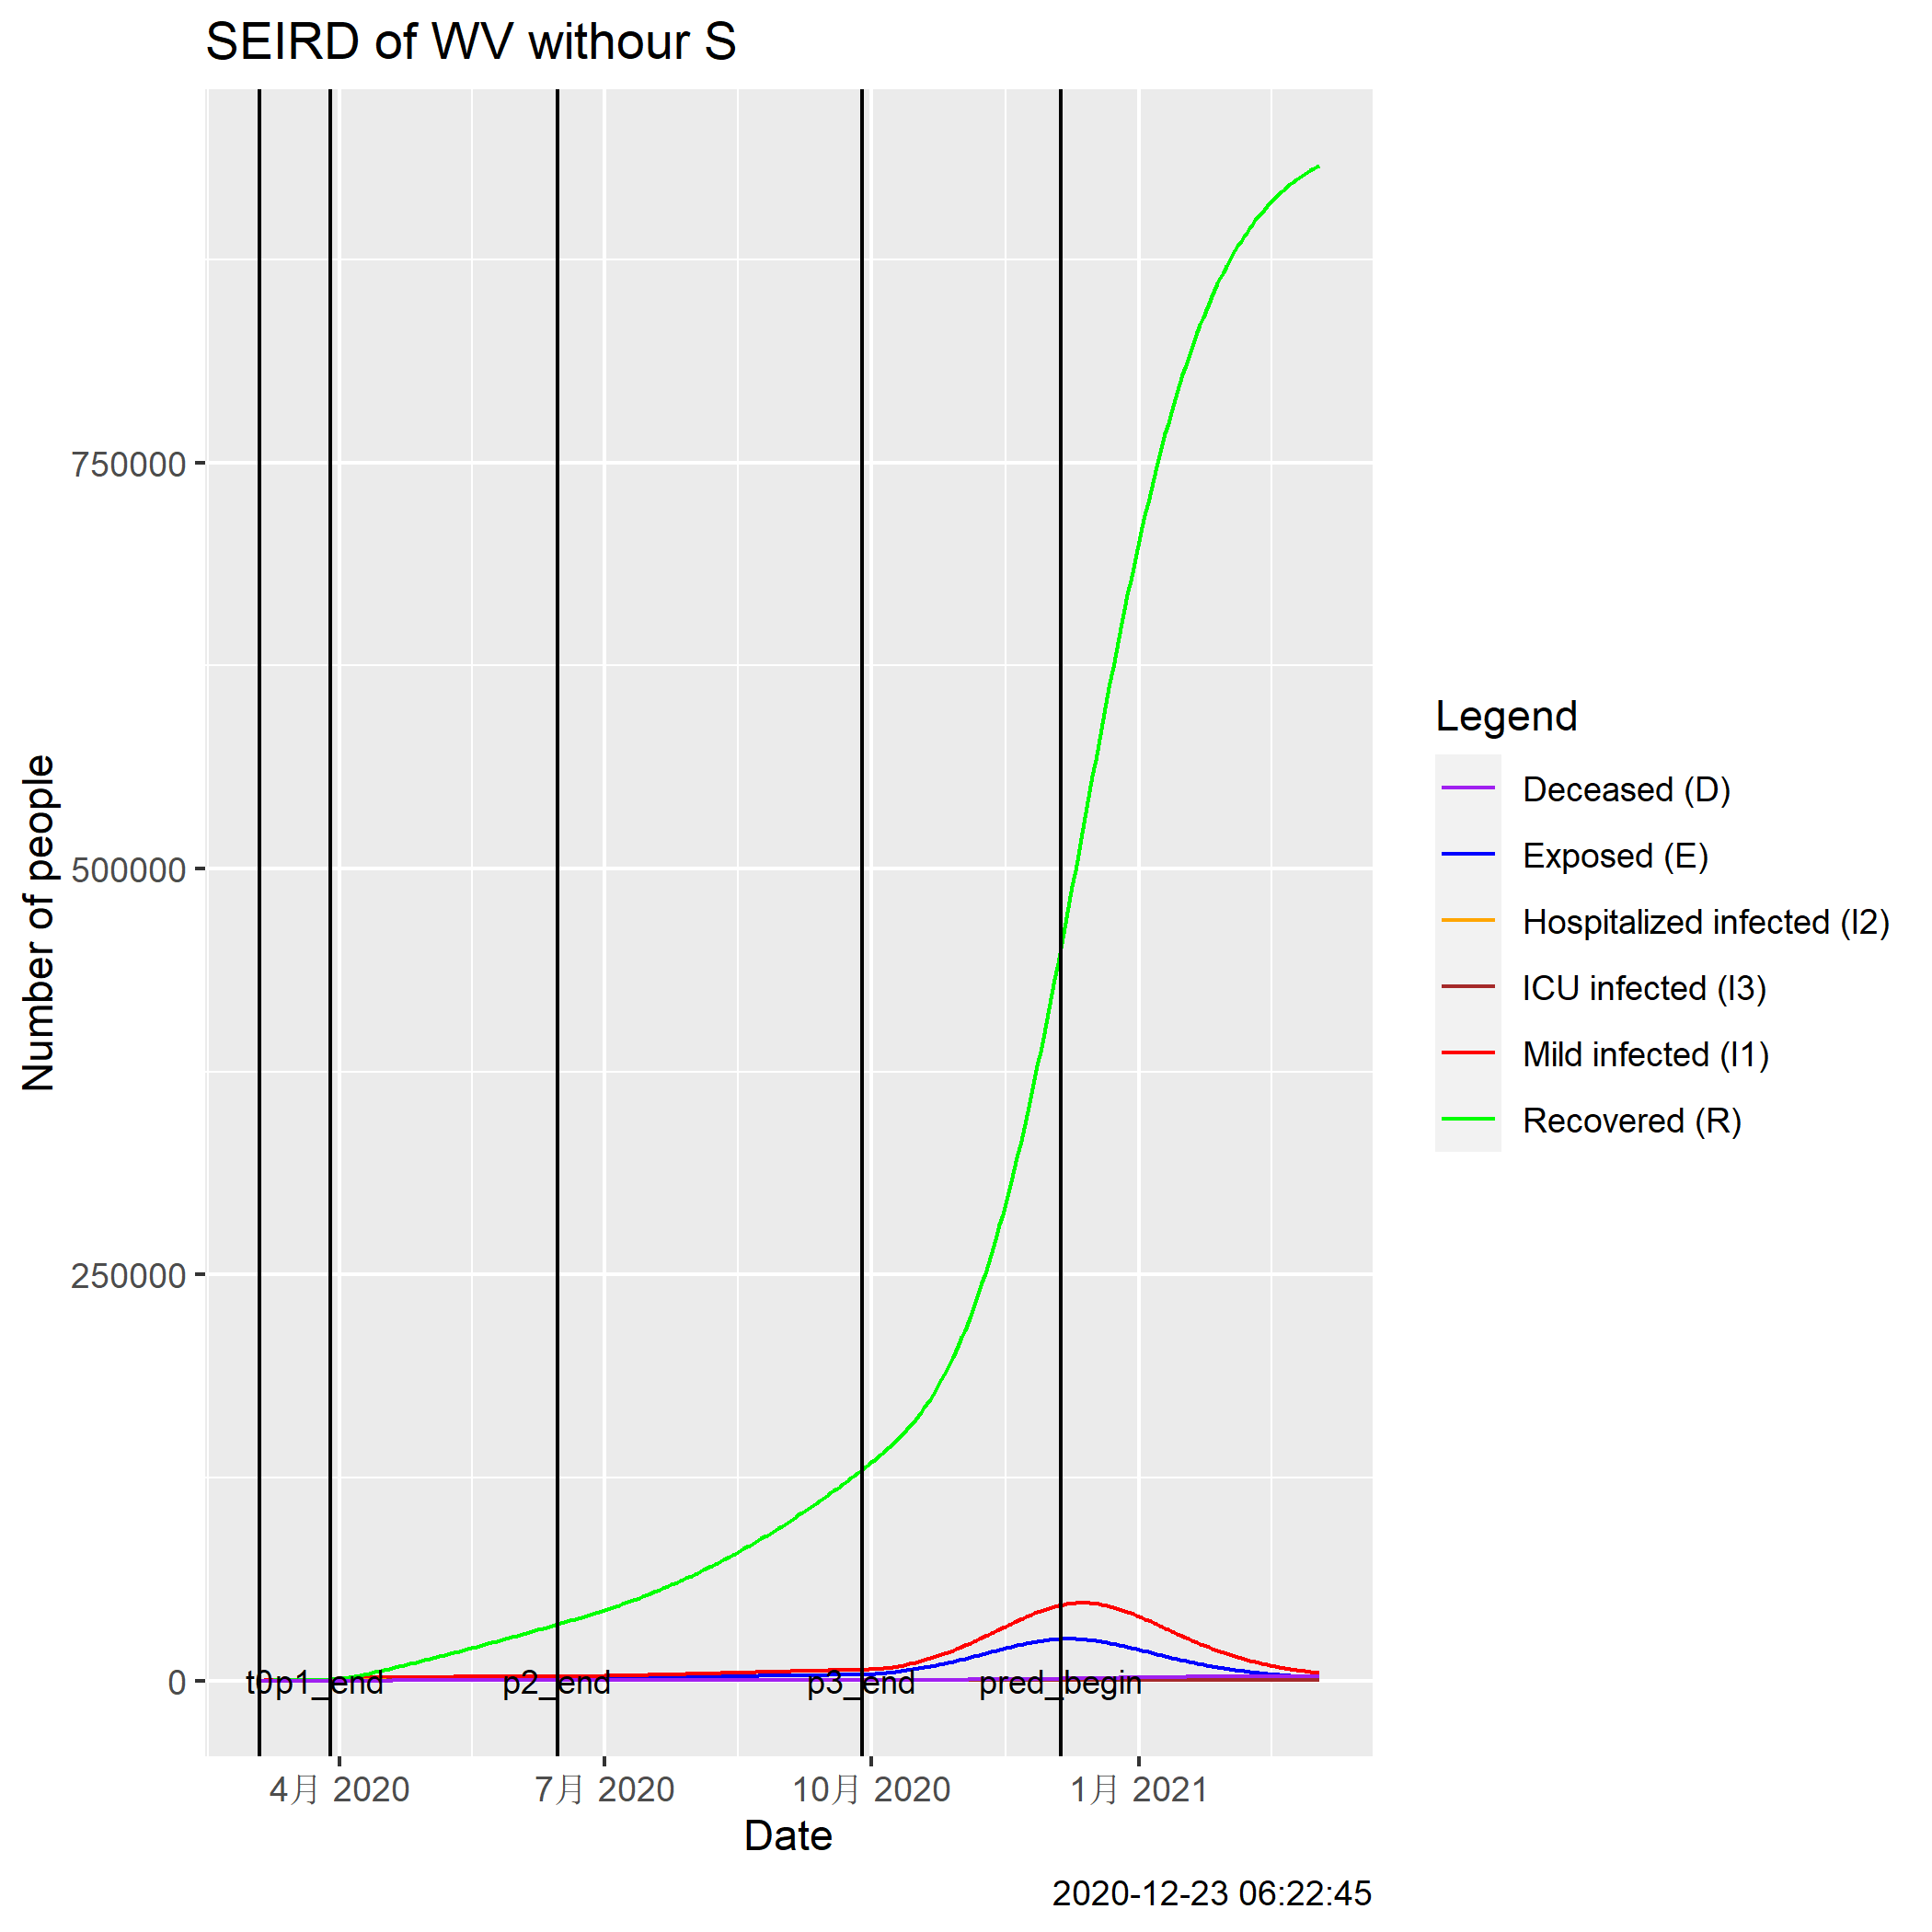 SEIRD of WV withour S
Number of people
750000
500000
250000
0
t0
p1_end
p2_end
p3_end
pred_begin
4月 2020
7月 2020
10月 2020
1月 2021
Date
Legend
Deceased (D)
Exposed (E)
Hospitalized infected (I2)
ICU infected (I3)
Mild infected (I1)
Recovered (R)
2020-12-23 06:22:45